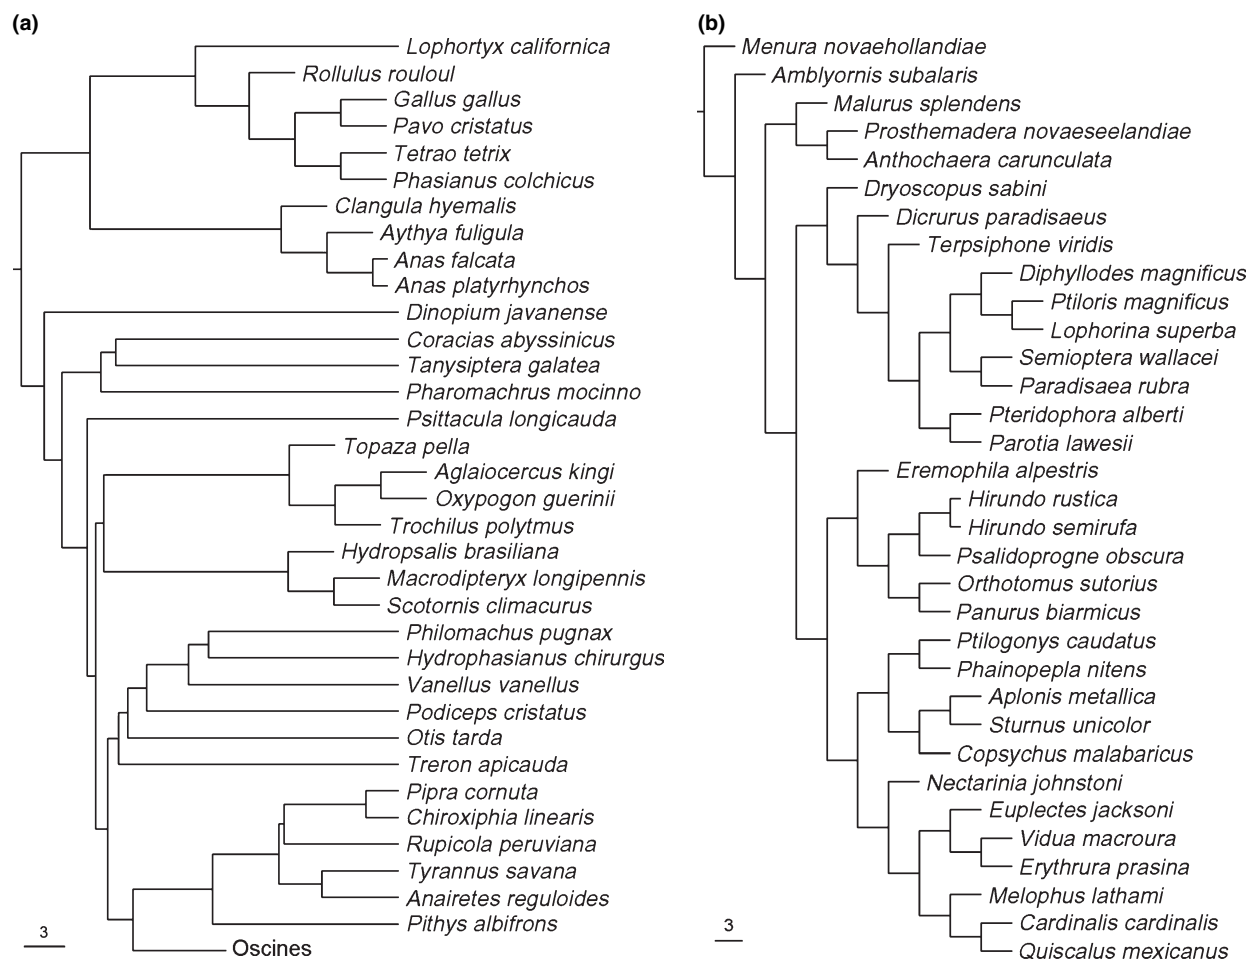 (a)
Lophortyx californica
Rollulus rouloul
Gallus gallus
Pavo cristatus
Tetrao tetrix
Phasianus colchicus
Clangula hyemalis
Aythya fuligula
Anas falcata
Anas platyrhynchos
Dinopium javanense
Coracias abyssinicus
Tanysiptera galatea
Pharomachrus mocinno
Psittacula longicauda
Topaza pella
Aglaiocercus kingi
Oxypogon guerinii
Trochilus polytmus
Hydropsalis brasiliana
Macrodipteryx longipennis
Scotornis climacurus
Philomachus pugnax
Hydrophasianus chirurgus
Vanellus vanellus
Podiceps cristatus
Otis tarda
Treron apicauda
Pipra cornuta
Chiroxiphia linearis
Rupicola peruviana
Tyrannus savana
Anairetes reguloides
Pithys albifrons
Oscines
3
(b)
Menura novaehollandiae
Amblyornis subalaris
Malurus splendens
Prosthemadera novaeseelandiae
Anthochaera carunculata
Dryoscopus sabini
Dicrurus paradisaeus
Terpsiphone viridis
Diphyllodes magnificus
Ptiloris magnificus
Lophorina superba
Semioptera wallacei
Paradisaea rubra
Pteridophora alberti
Parotia lawesii
Eremophila alpestris
Hirundo rustica
Hirundo semirufa
Psalidoprogne obscura
Orthotomus sutorius
Panurus biarmicus
Ptilogonys caudatus
Phainopepla nitens
Aplonis metallica
Sturnus unicolor
Copsychus malabaricus
Nectarinia johnstoni
Euplectes jacksoni
Vidua macroura
Erythrura prasina
Melophus lathami
Cardinalis cardinalis
Quiscalus mexicanus
3